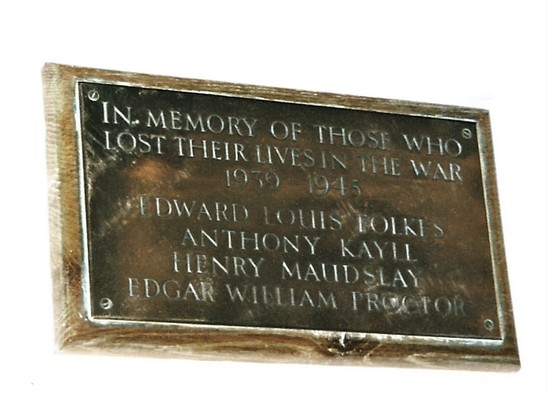 IN MEMORY OF THOSE WHO
LOST THEIR LIVES IN THE WAR
1939 - 1945
EDWARD LOUIS FOLKES
ANTHONY KAYLL
HENRY MAUDSLAY
EDGAR WILLIAM PROCTOR